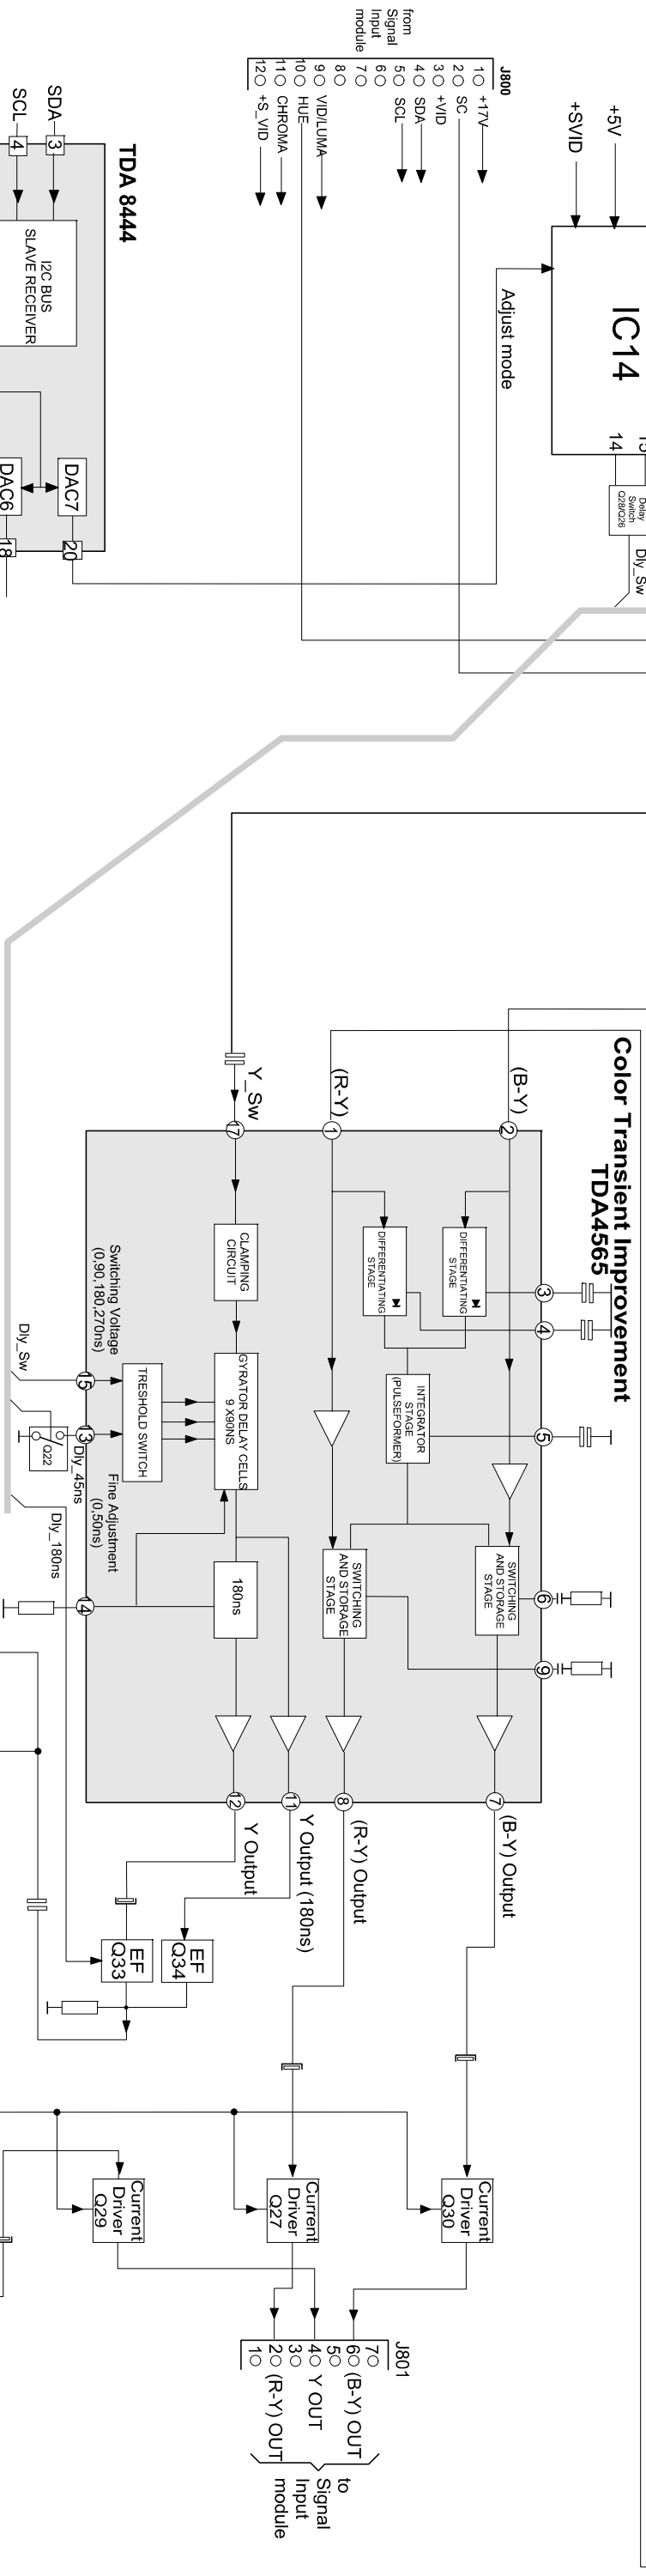 from
Signal
Input
module
J800
1 +17V
2 SC
3 +VID
4 SDA
5 SCL
6
7
8
9 VID/LUMA
10 HUE
11 CHROMA
12 +S_VID
+5V
+SVID
IC14
14
Delay
Switch
Q28/Q26
Dly_Sw
Adjust mode
TDA 8444
SDA
3
SCL
4
I2C BUS
SLAVE RECEIVER
DAC7
20
DAC6
18
Color Transient Improvement
TDA4565
(B-Y)
2
(R-Y)
1
Y_Sw
17
3
4
5
6
9
DIFFERENTIATING
STAGE
DIFFERENTIATING
STAGE
INTEGRATOR
STAGE
(PULSEFORMER)
SWITCHING
AND STORAGE
STAGE
SWITCHING
AND STORAGE
STAGE
CLAMPING
CIRCUIT
GYRATOR DELAY CELLS
9 X90NS
180ns
Switching Voltage
(0,90,180,270ns)
TRESHOLD SWITCH
Fine Adjustment
(0,50ns)
Dly_Sw
15
13
Q22
Dly_45ns
Dly_180ns
7
(B-Y) Output
8
(R-Y) Output
11
Y Output (180ns)
12
Y Output
EF
Q34
EF
Q33
Current
Driver
Q30
Current
Driver
Q27
Current
Driver
Q29
J801
7
6 (B-Y) OUT
5
4 Y OUT
3
2 (R-Y) OUT
1
to
Signal
Input
module